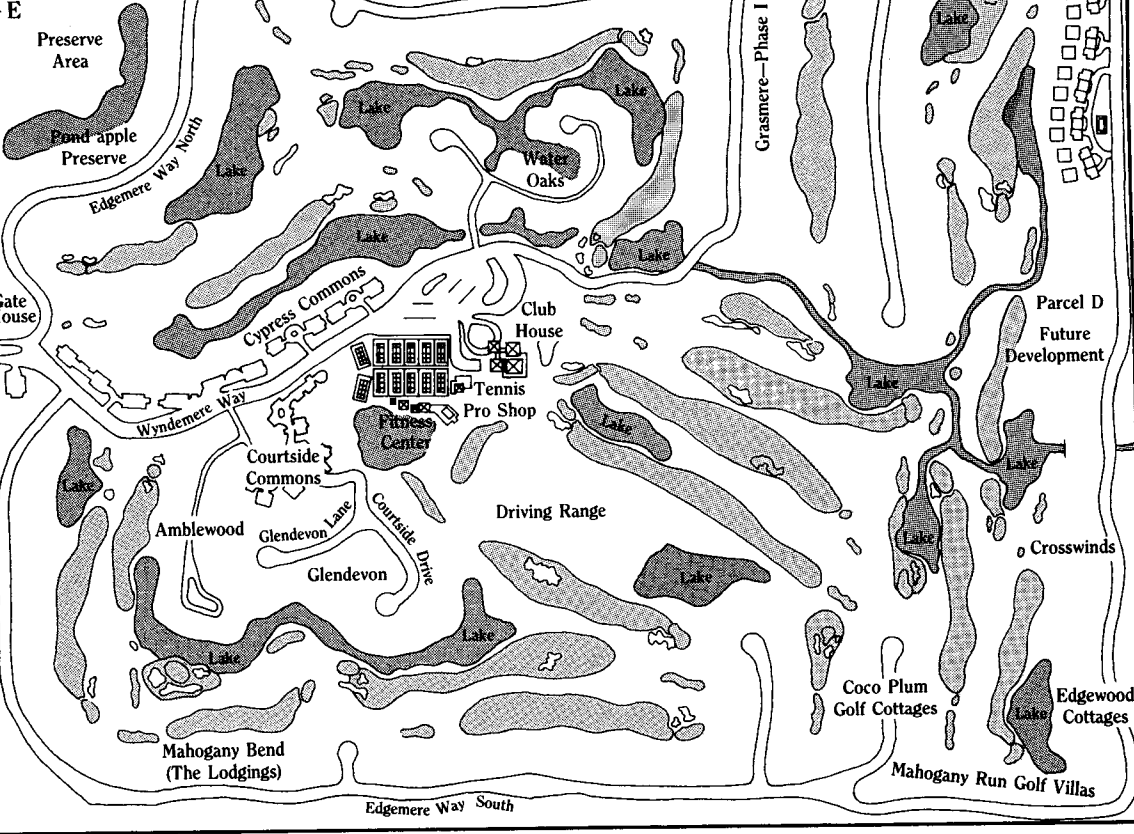 E
Preserve
Area
Pond apple
Preserve
Edgemere Way North
Lake
Lake
Lake
Water
Oaks
Grasmere—Phase I
Lake
Lake
Lake
Cypress Commons
Gate
House
Wyndemere Way
Club
House
Tennis
Pro Shop
Fitness
Center
Courtside
Commons
Lake
Lake
Parcel D
Future
Development
Lake
Lake
Amblewood
Glendevon Lane
Courtside Drive
Glendevon
Driving Range
Lake
Lake
Crosswinds
Lake
Lake
Coco Plum
Golf Cottages
Lake
Edgewood
Cottages
Mahogany Bend
(The Lodgings)
Mahogany Run Golf Villas
Edgemere Way South